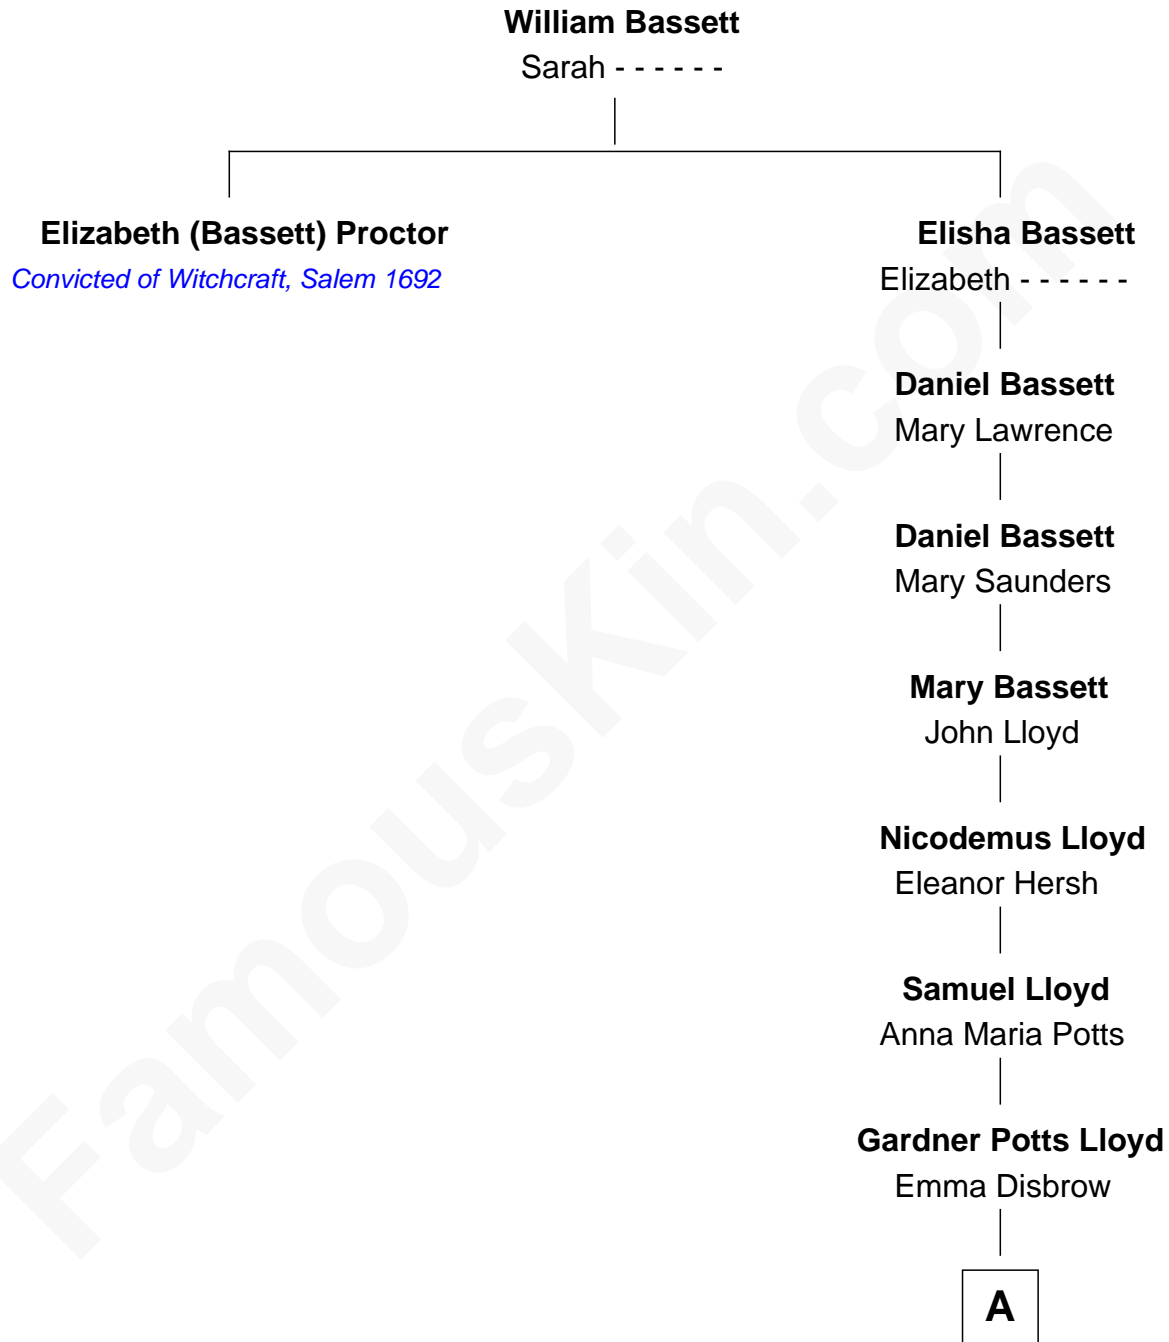 William Bassett
Sarah - - - - - -
Elizabeth (Bassett) Proctor
Convicted of Witchcraft, Salem 1692
Elisha Bassett
Elizabeth - - - - - -
Daniel Bassett
Mary Lawrence
Daniel Bassett
Mary Saunders
Mary Bassett
John Lloyd
Nicodemus Lloyd
Eleanor Hersh
Samuel Lloyd
Anna Maria Potts
Gardner Potts Lloyd
Emma Disbrow
A
FamousKin.com